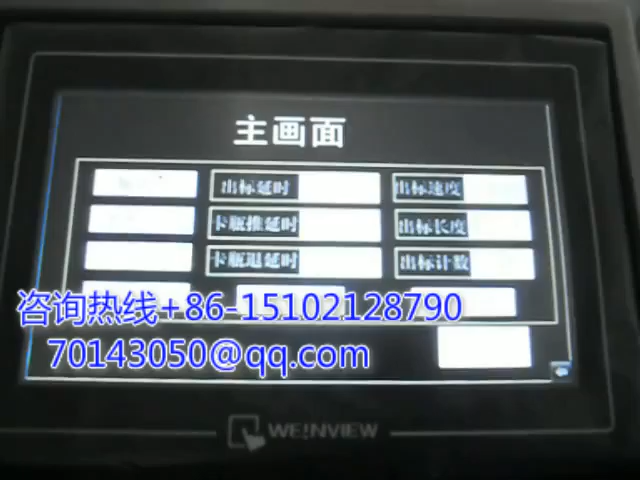 主画面
出标延时 出标速度
卡瓶推延时 出标长度
卡瓶退延时 出标计数
咨询热线+86-15102128790
70143050@qq.com
WEINVIEW